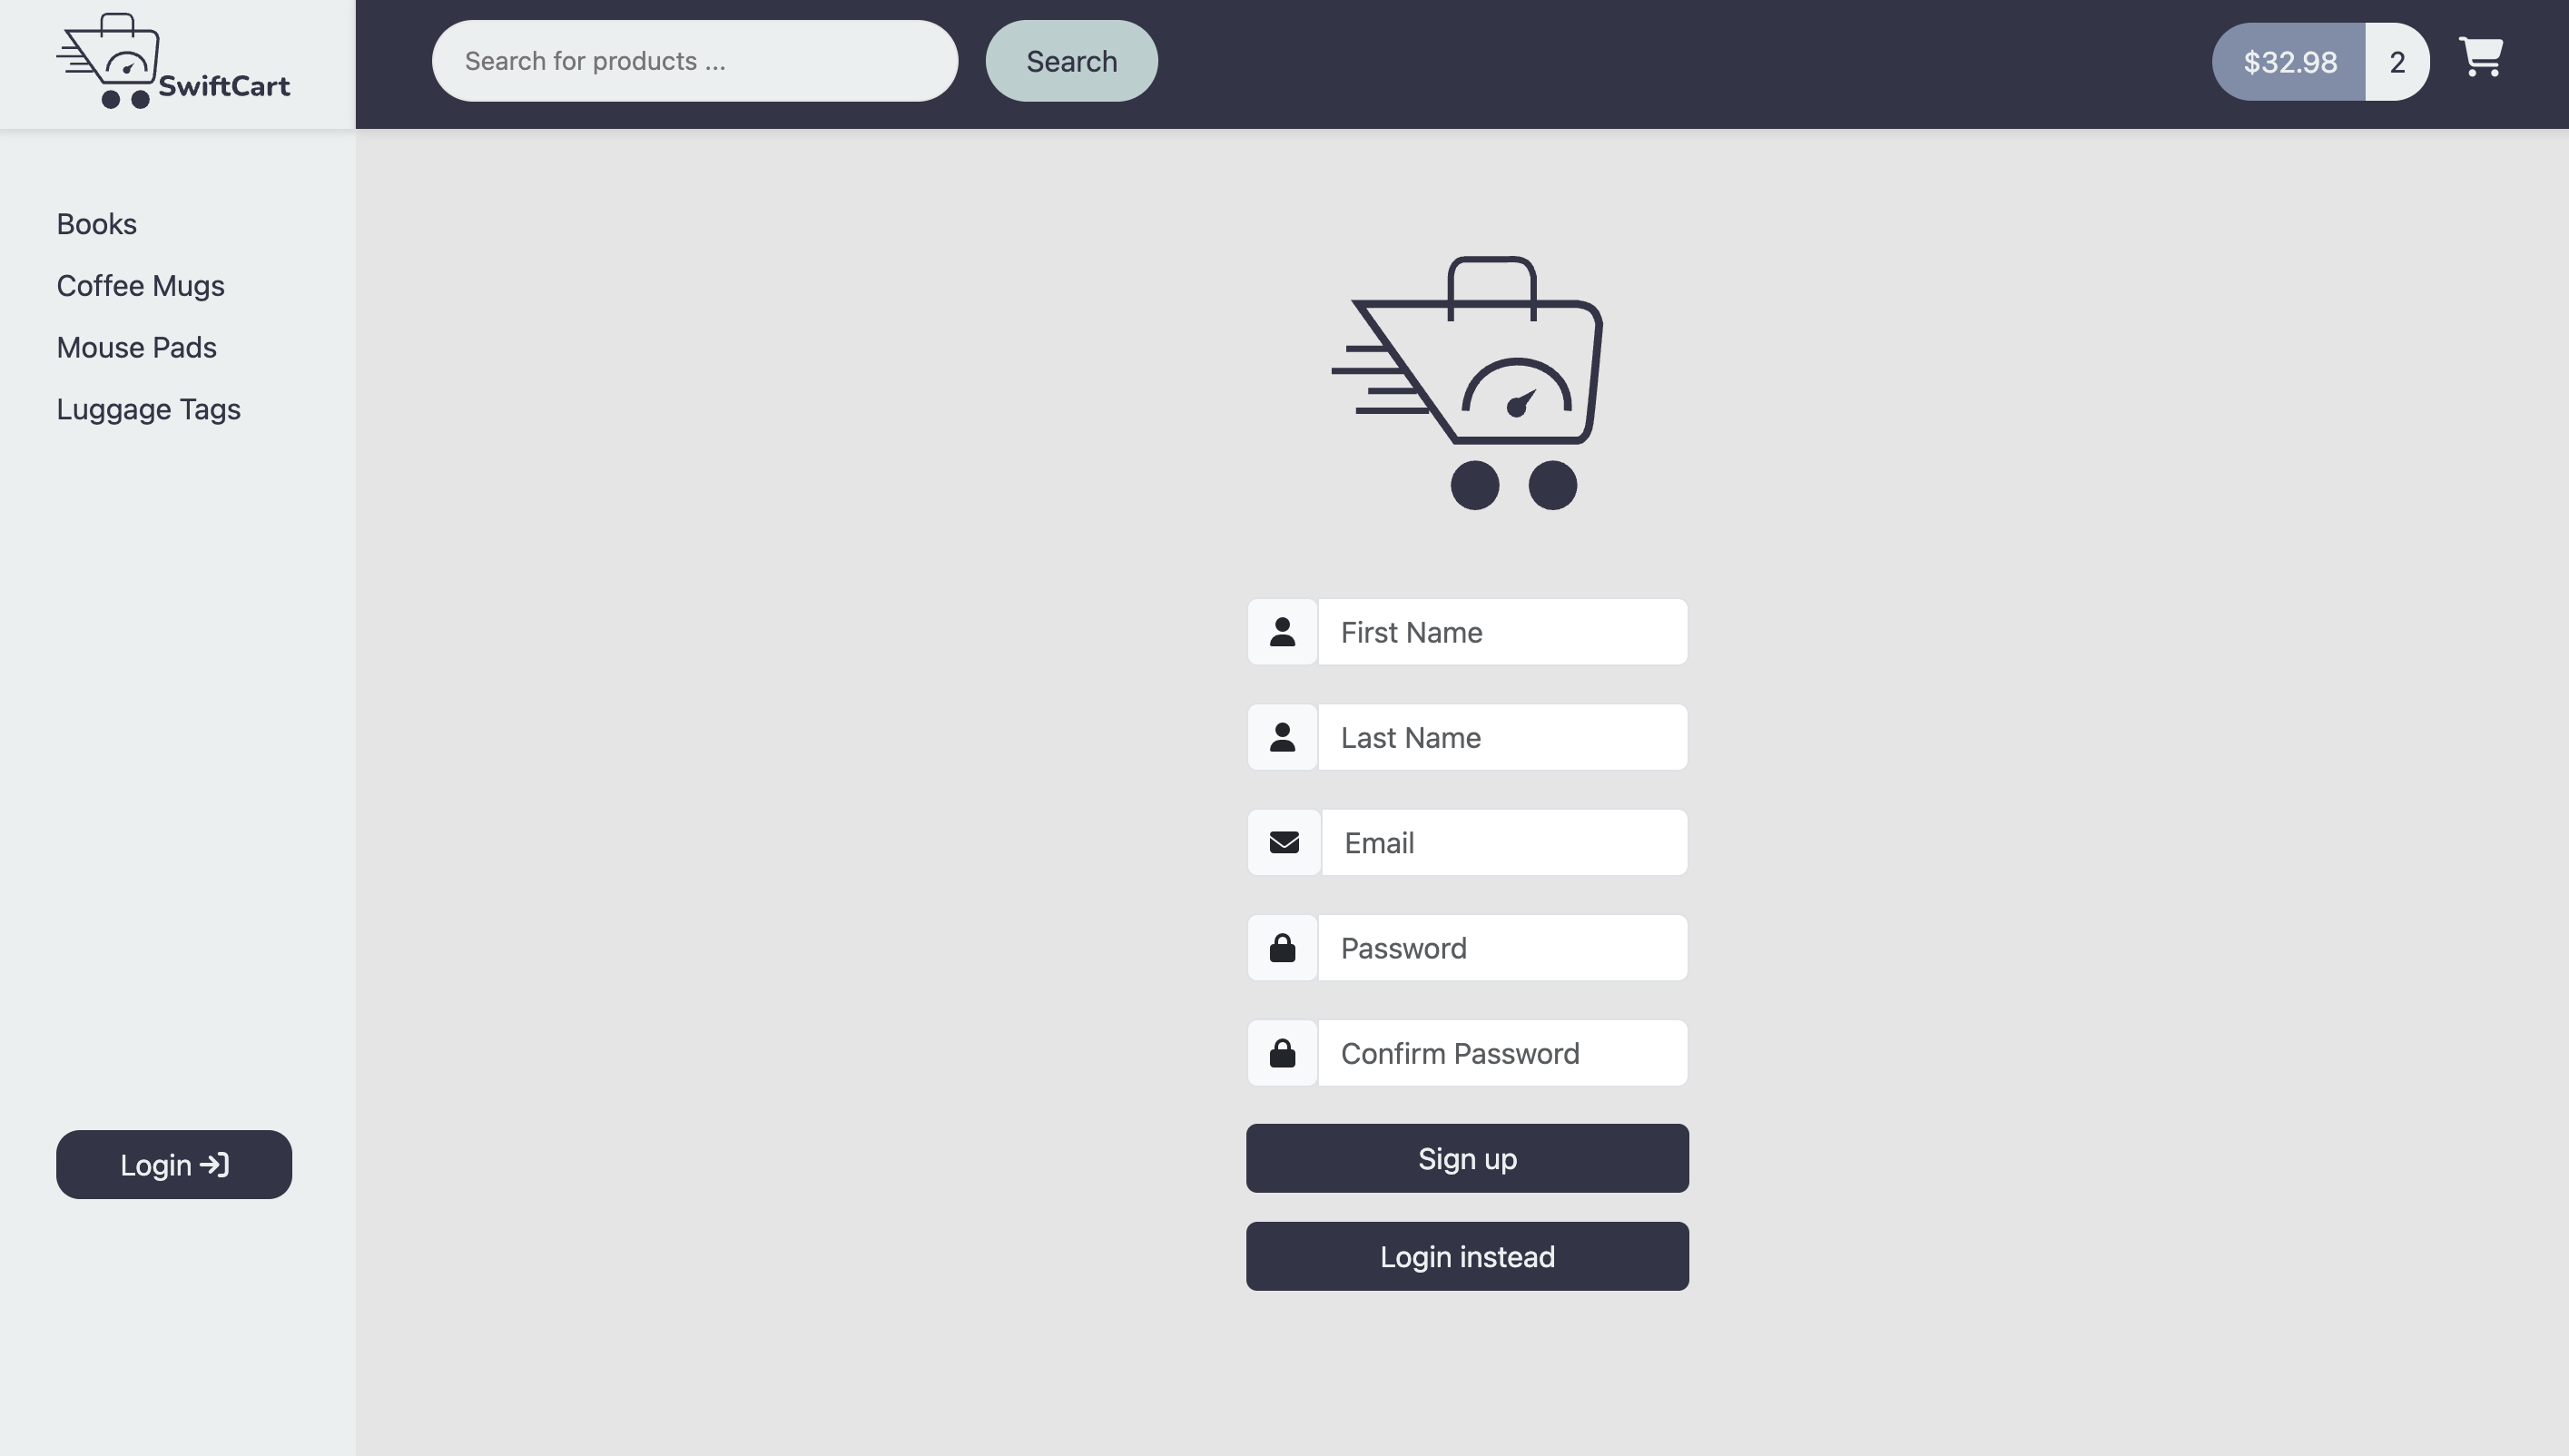 SwiftCart
Search for products ...
Search
$32.98
2
Books
Coffee Mugs
Mouse Pads
Luggage Tags
Login
First Name
Last Name
Email
Password
Confirm Password
Sign up
Login instead